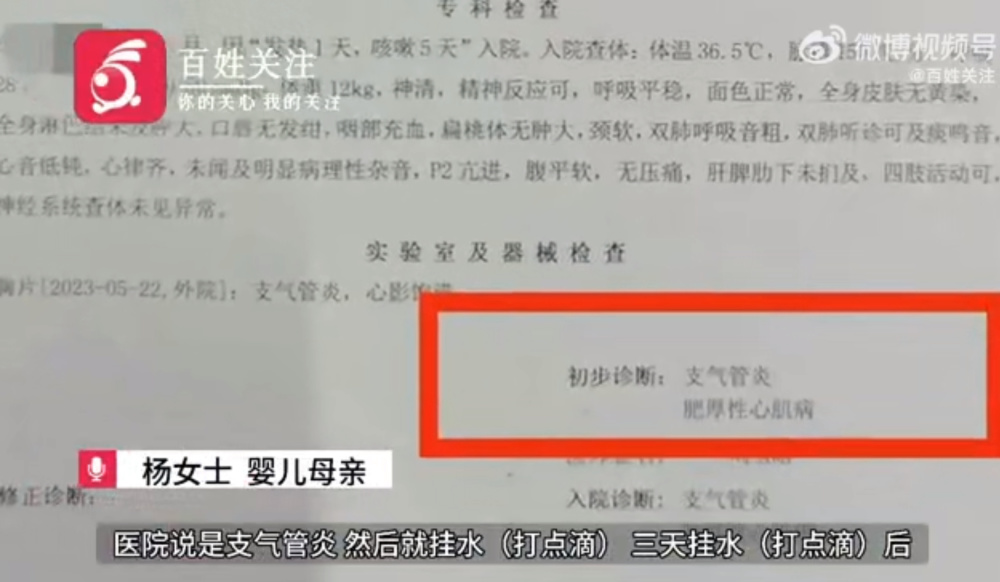 专科检查
百姓关注
你的关心 我的关注
微博视频号
@百姓关注
因"发热1天，咳嗽5天"入院。入院查体：体温36.5℃，
28
体重12kg，神清，精神反应可，呼吸平稳，面色正常，全身皮肤无黄染，
全身淋巴结未及肿大，口唇无发绀，咽部充血，扁桃体无肿大，颈软，双肺呼吸音粗，双肺听诊可及痰鸣音，
心音低钝，心律齐，未闻及明显病理性杂音，P2亢进，腹平软，无压痛，肝脾肋下未扪及，四肢活动可，
神经系统查体未见异常。
实验室及器械检查
胸片[2023-05-22,外院]：支气管炎，心影饱满
初步诊断：支气管炎
肥厚性心肌病
杨女士 婴儿母亲
修正诊断：
入院诊断：支气管炎
医院说是支气管炎 然后就挂水（打点滴） 三天挂水（打点滴）后